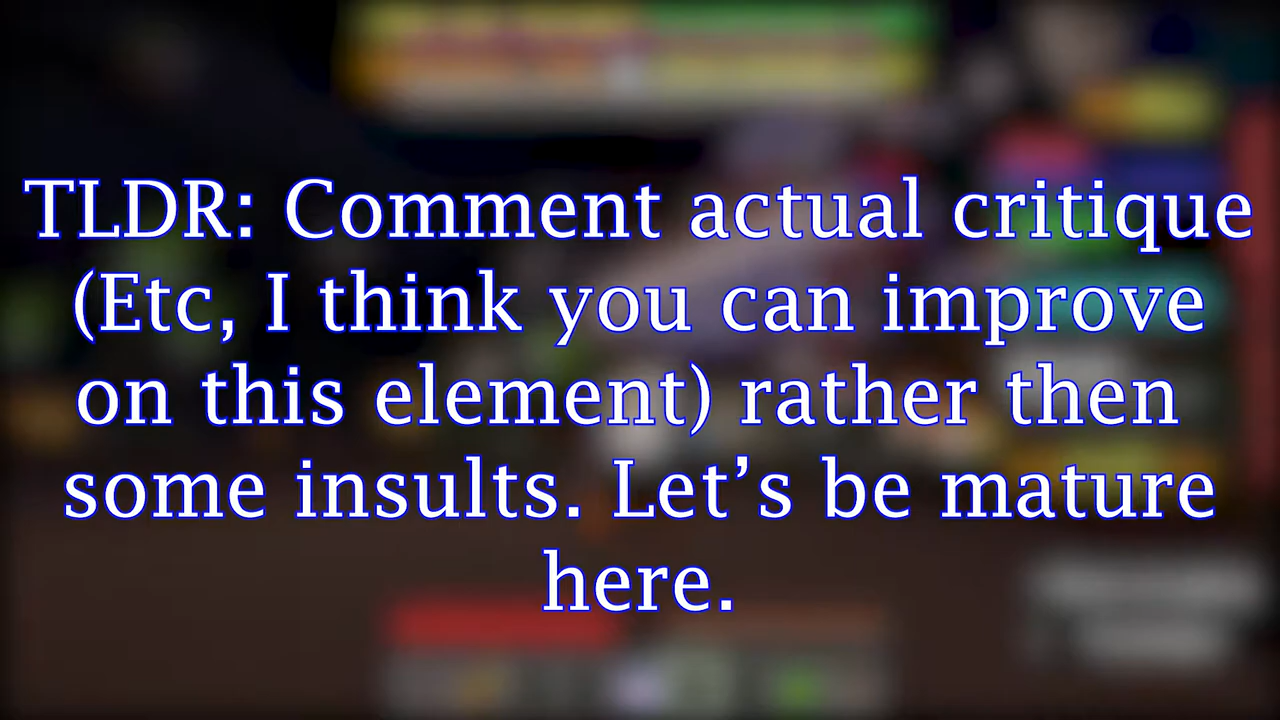 TLDR: Comment actual critique
(Etc, I think you can improve
on this element) rather then
some insults. Let’s be mature
here.